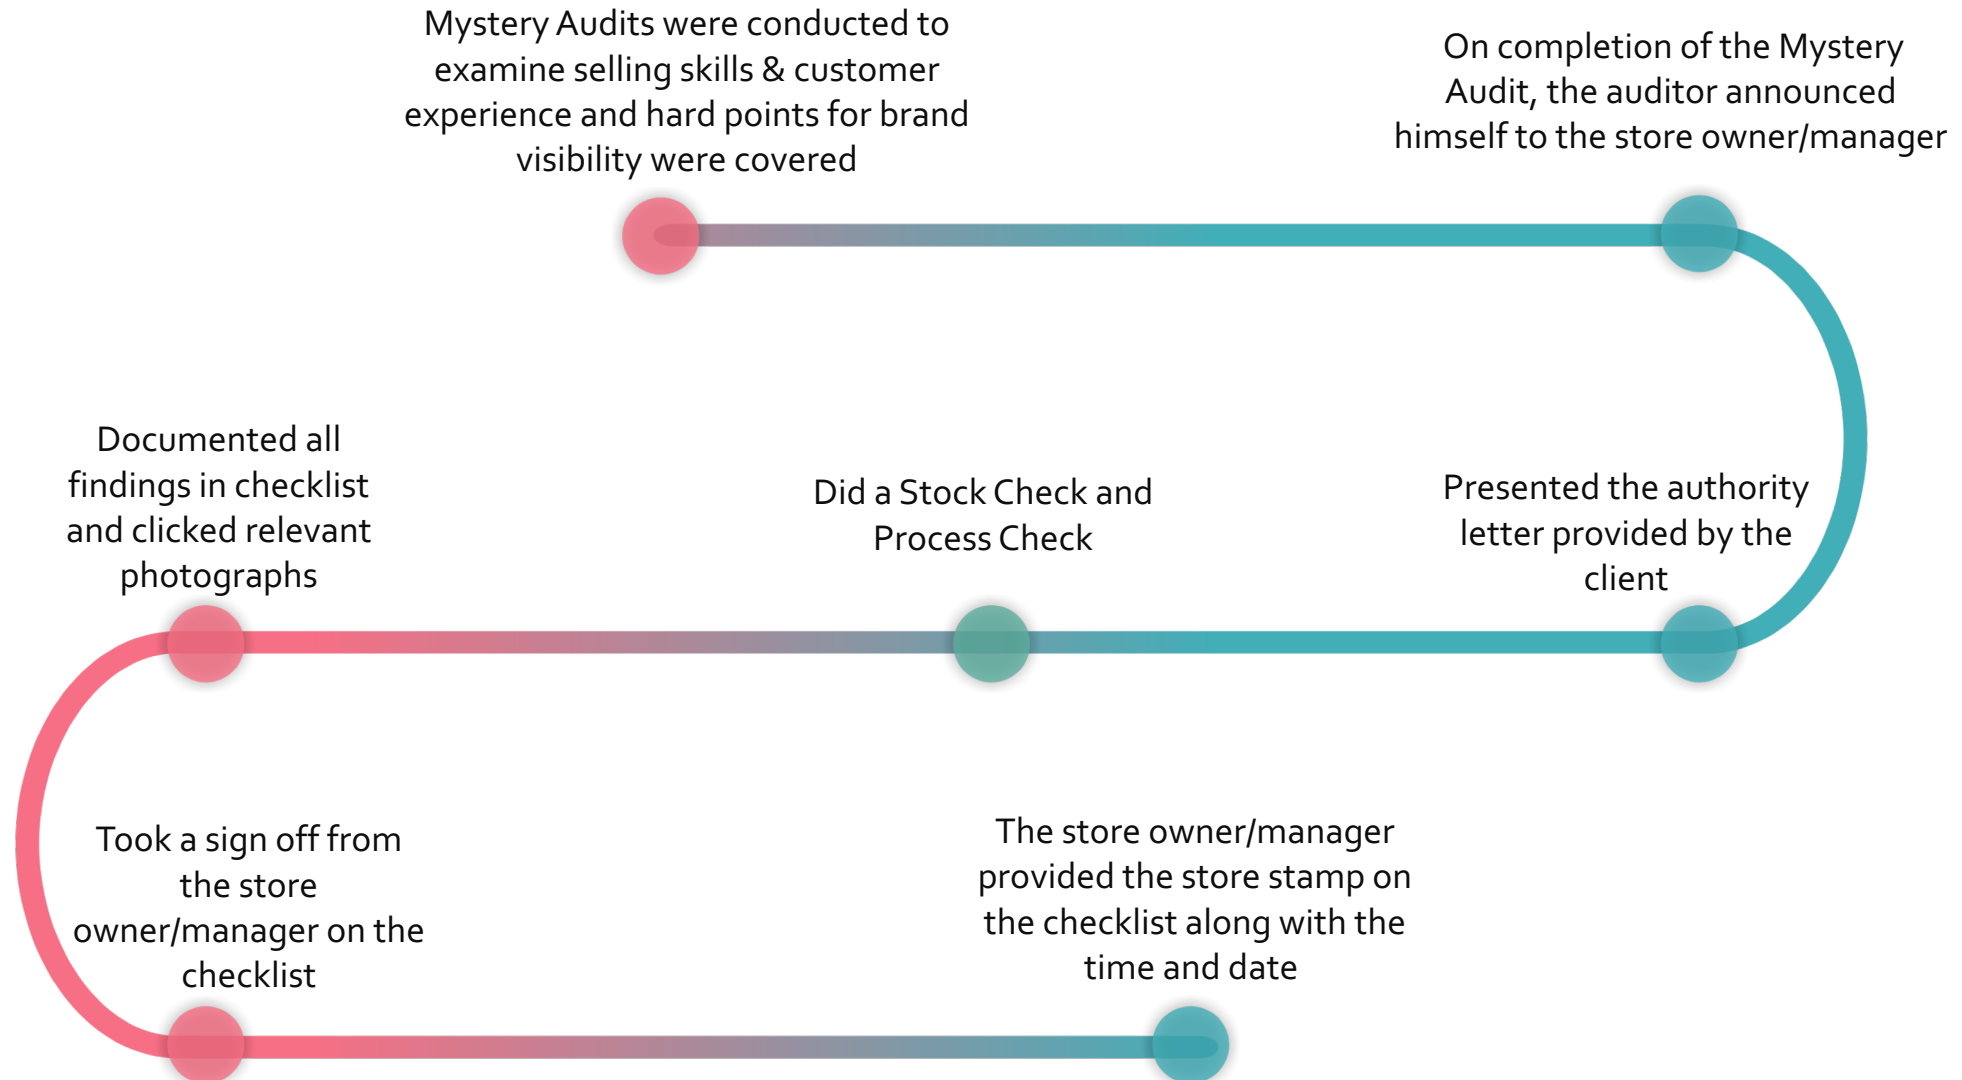 Mystery Audits were conducted to
examine selling skills & customer
experience and hard points for brand
visibility were covered
On completion of the Mystery
Audit, the auditor announced
himself to the store owner/manager
Presented the authority
letter provided by the
client
Did a Stock Check and
Process Check
Documented all
findings in checklist
and clicked relevant
photographs
Took a sign off from
the store
owner/manager on the
checklist
The store owner/manager
provided the store stamp on
the checklist along with the
time and date